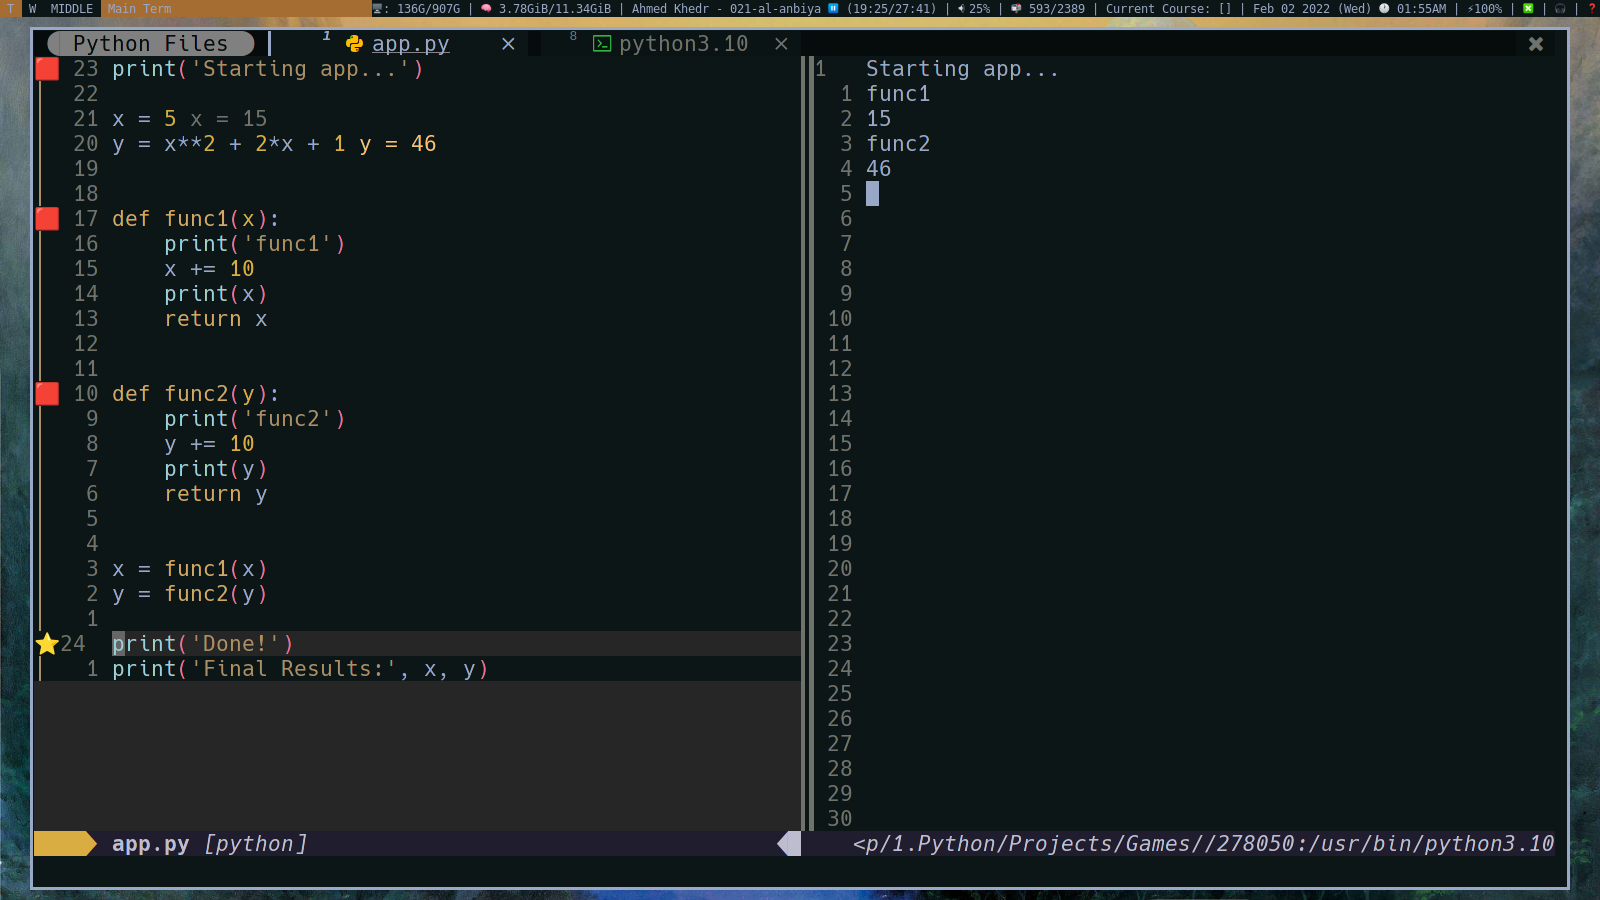 T W MIDDLE Main Term : 136G/907G | 3.78GiB/11.34GiB | Ahmed Khedr - 021-al-anbiya (19:25/27:41) | 25% | 593/2389 | Current Course: [] | Feb 02 2022 (Wed) 01:55AM | ⚡100% | ❎ | | ❓
Python Files 1 app.py × 8 python3.10 × ✖
23 print('Starting app...')
22
21 x = 5 x = 15
20 y = x**2 + 2*x + 1 y = 46
19
18
17 def func1(x):
16 print('func1')
15 x += 10
14 print(x)
13 return x
12
11
10 def func2(y):
9 print('func2')
8 y += 10
7 print(y)
6 return y
5
4
3 x = func1(x)
2 y = func2(y)
1
24 print('Done!')
1 print('Final Results:', x, y)
app.py [python]
1 Starting app...
1 func1
2 15
3 func2
4 46
5
6
7
8
9
10
11
12
13
14
15
16
17
18
19
20
21
22
23
24
25
26
27
28
29
30
<p/1.Python/Projects/Games//278050:/usr/bin/python3.10